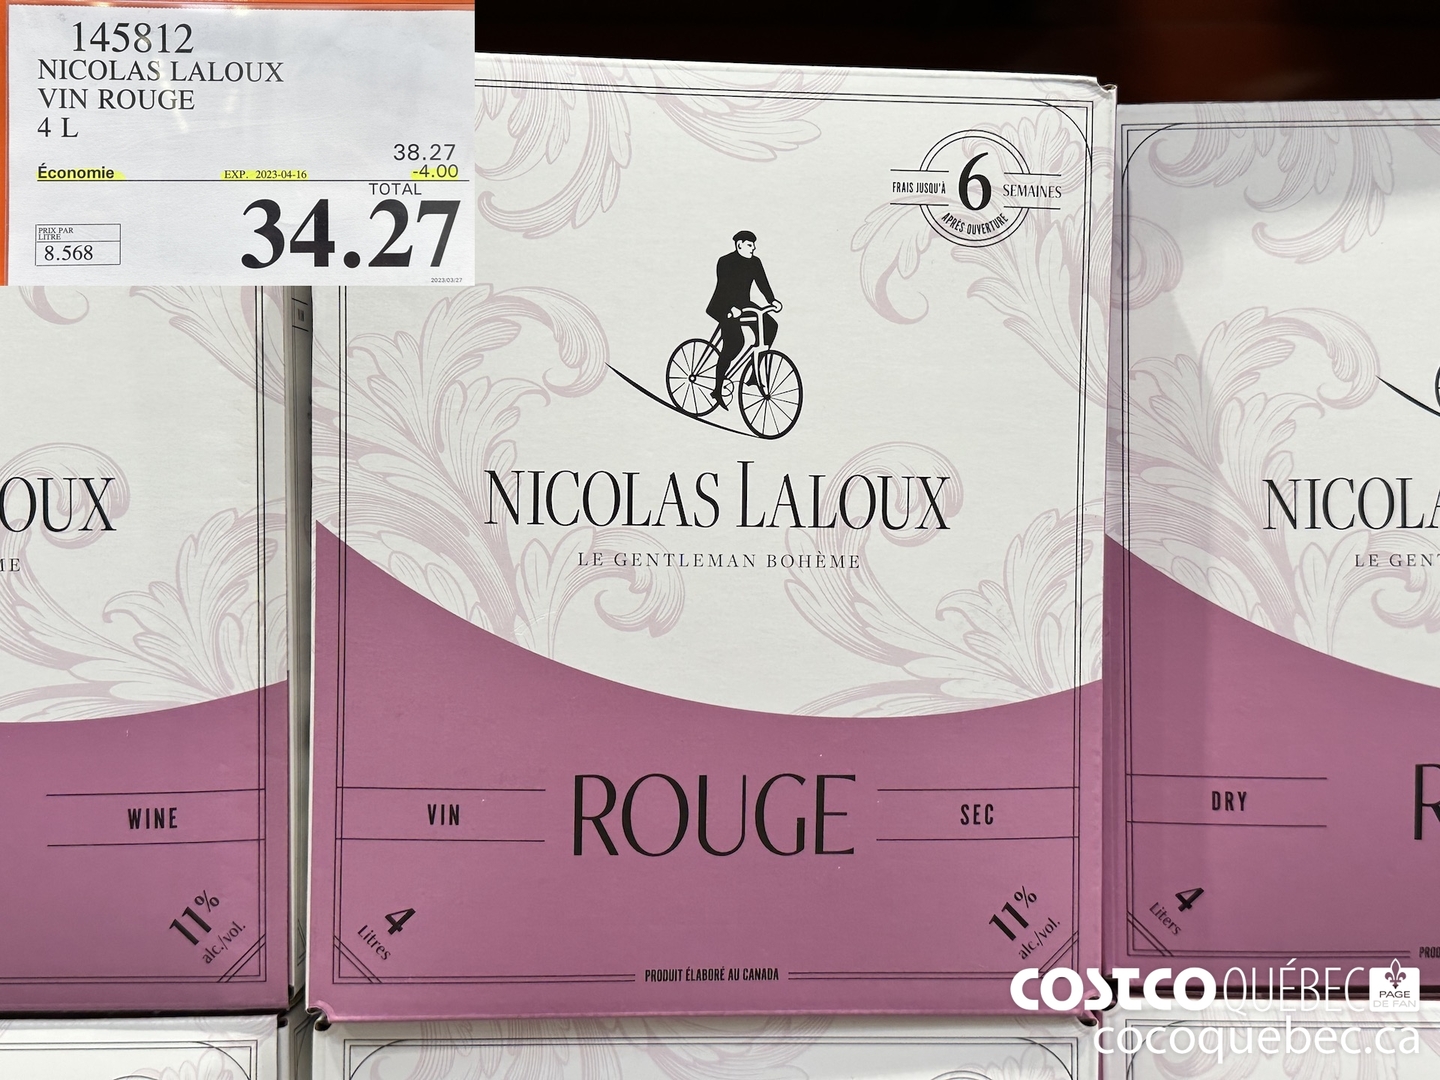 145812
NICOLAS LALOUX
VIN ROUGE
4 L
38.27
Économie EXP. 2023-04-16 -4.00
TOTAL
34.27
PRIX PAR
LITRE
8.568
2023/03/27
FRAIS JUSQU'À 6 SEMAINES
APRÈS OUVERTURE
NICOLAS LALOUX
LE GENTLEMAN BOHÈME
VIN ROUGE SEC
4
Litres
11%
alc./vol.
PRODUIT ÉLABORÉ AU CANADA
OUX
ME
WINE
11%
alc./vol.
NICOLA
LE GENT
DRY R
4
Liters
PROD
COSTCO QUÉBEC PAGE
DE FAN
cocoquebec.ca